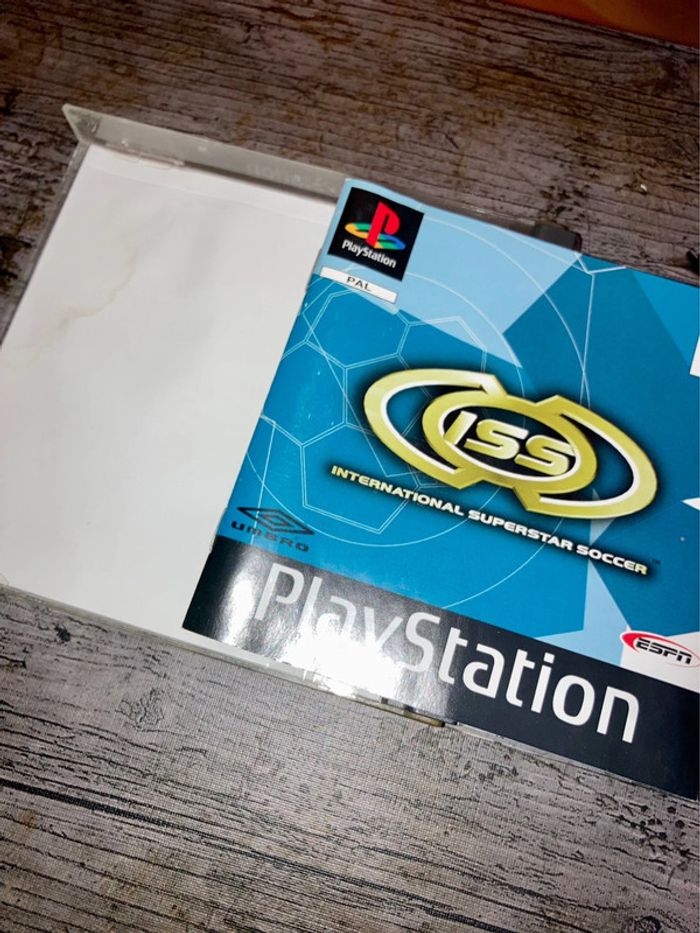 PlayStation
PAL
ISS
INTERNATIONAL SUPERSTAR SOCCER
UMBRO
PlayStation
ESPN